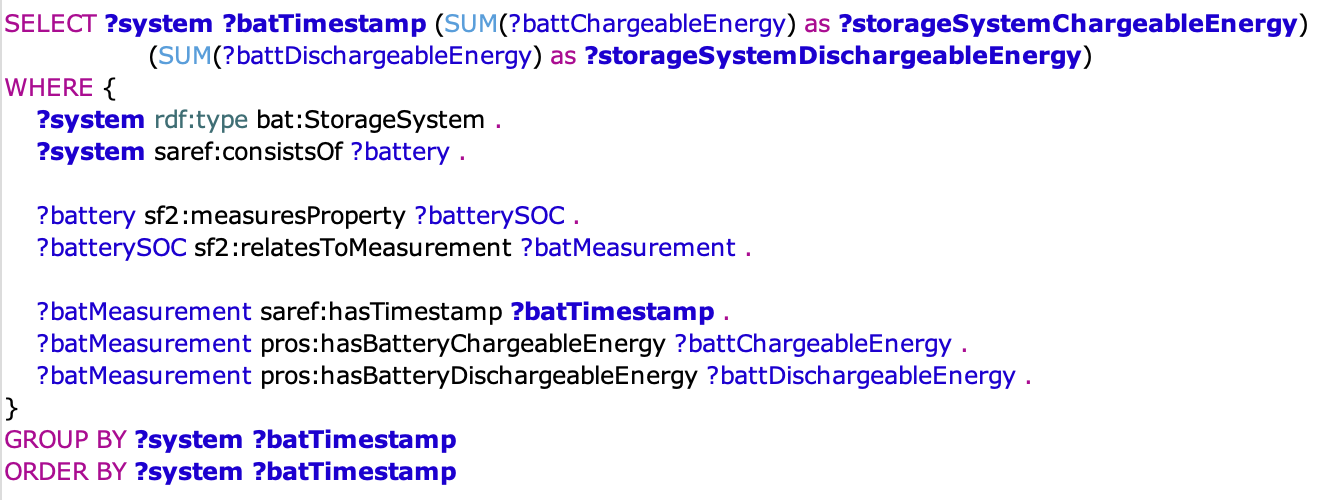 SELECT ?system ?batTimestamp (SUM(?battChargeableEnergy) as ?storageSystemChargeableEnergy)
(SUM(?battDischargeableEnergy) as ?storageSystemDischargeableEnergy)
WHERE {
?system rdf:type bat:StorageSystem .
?system saref:consistsOf ?battery .
?battery sf2:measuresProperty ?batterySOC .
?batterySOC sf2:relatesToMeasurement ?batMeasurement .
?batMeasurement saref:hasTimestamp ?batTimestamp .
?batMeasurement pros:hasBatteryChargeableEnergy ?battChargeableEnergy .
?batMeasurement pros:hasBatteryDischargeableEnergy ?battDischargeableEnergy .
}
GROUP BY ?system ?batTimestamp
ORDER BY ?system ?batTimestamp